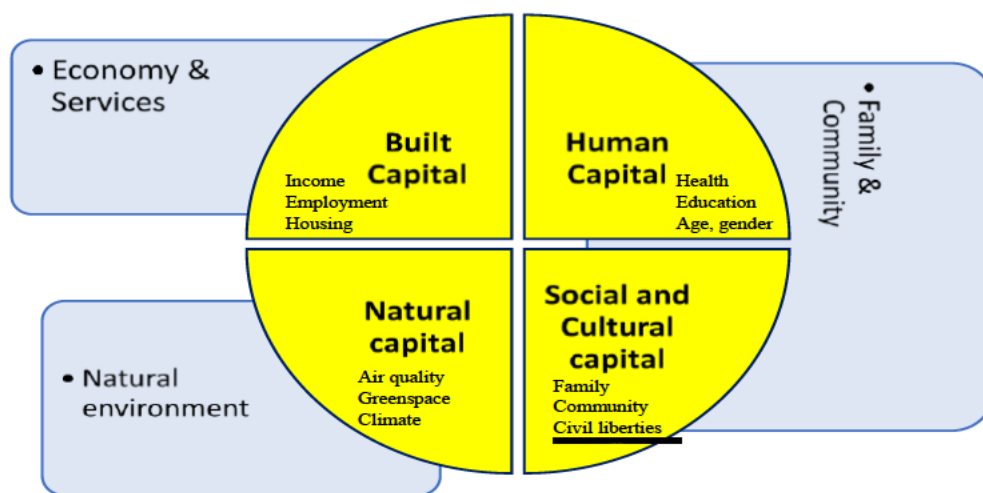 • Economy &
Services
Built
Capital
Income
Employment
Housing
Human
Capital
Health
Education
Age, gender
• Family &
Community
Natural
capital
Air quality
Greenspace
Climate
Social and
Cultural
capital
Family
Community
Civil liberties
• Natural
environment